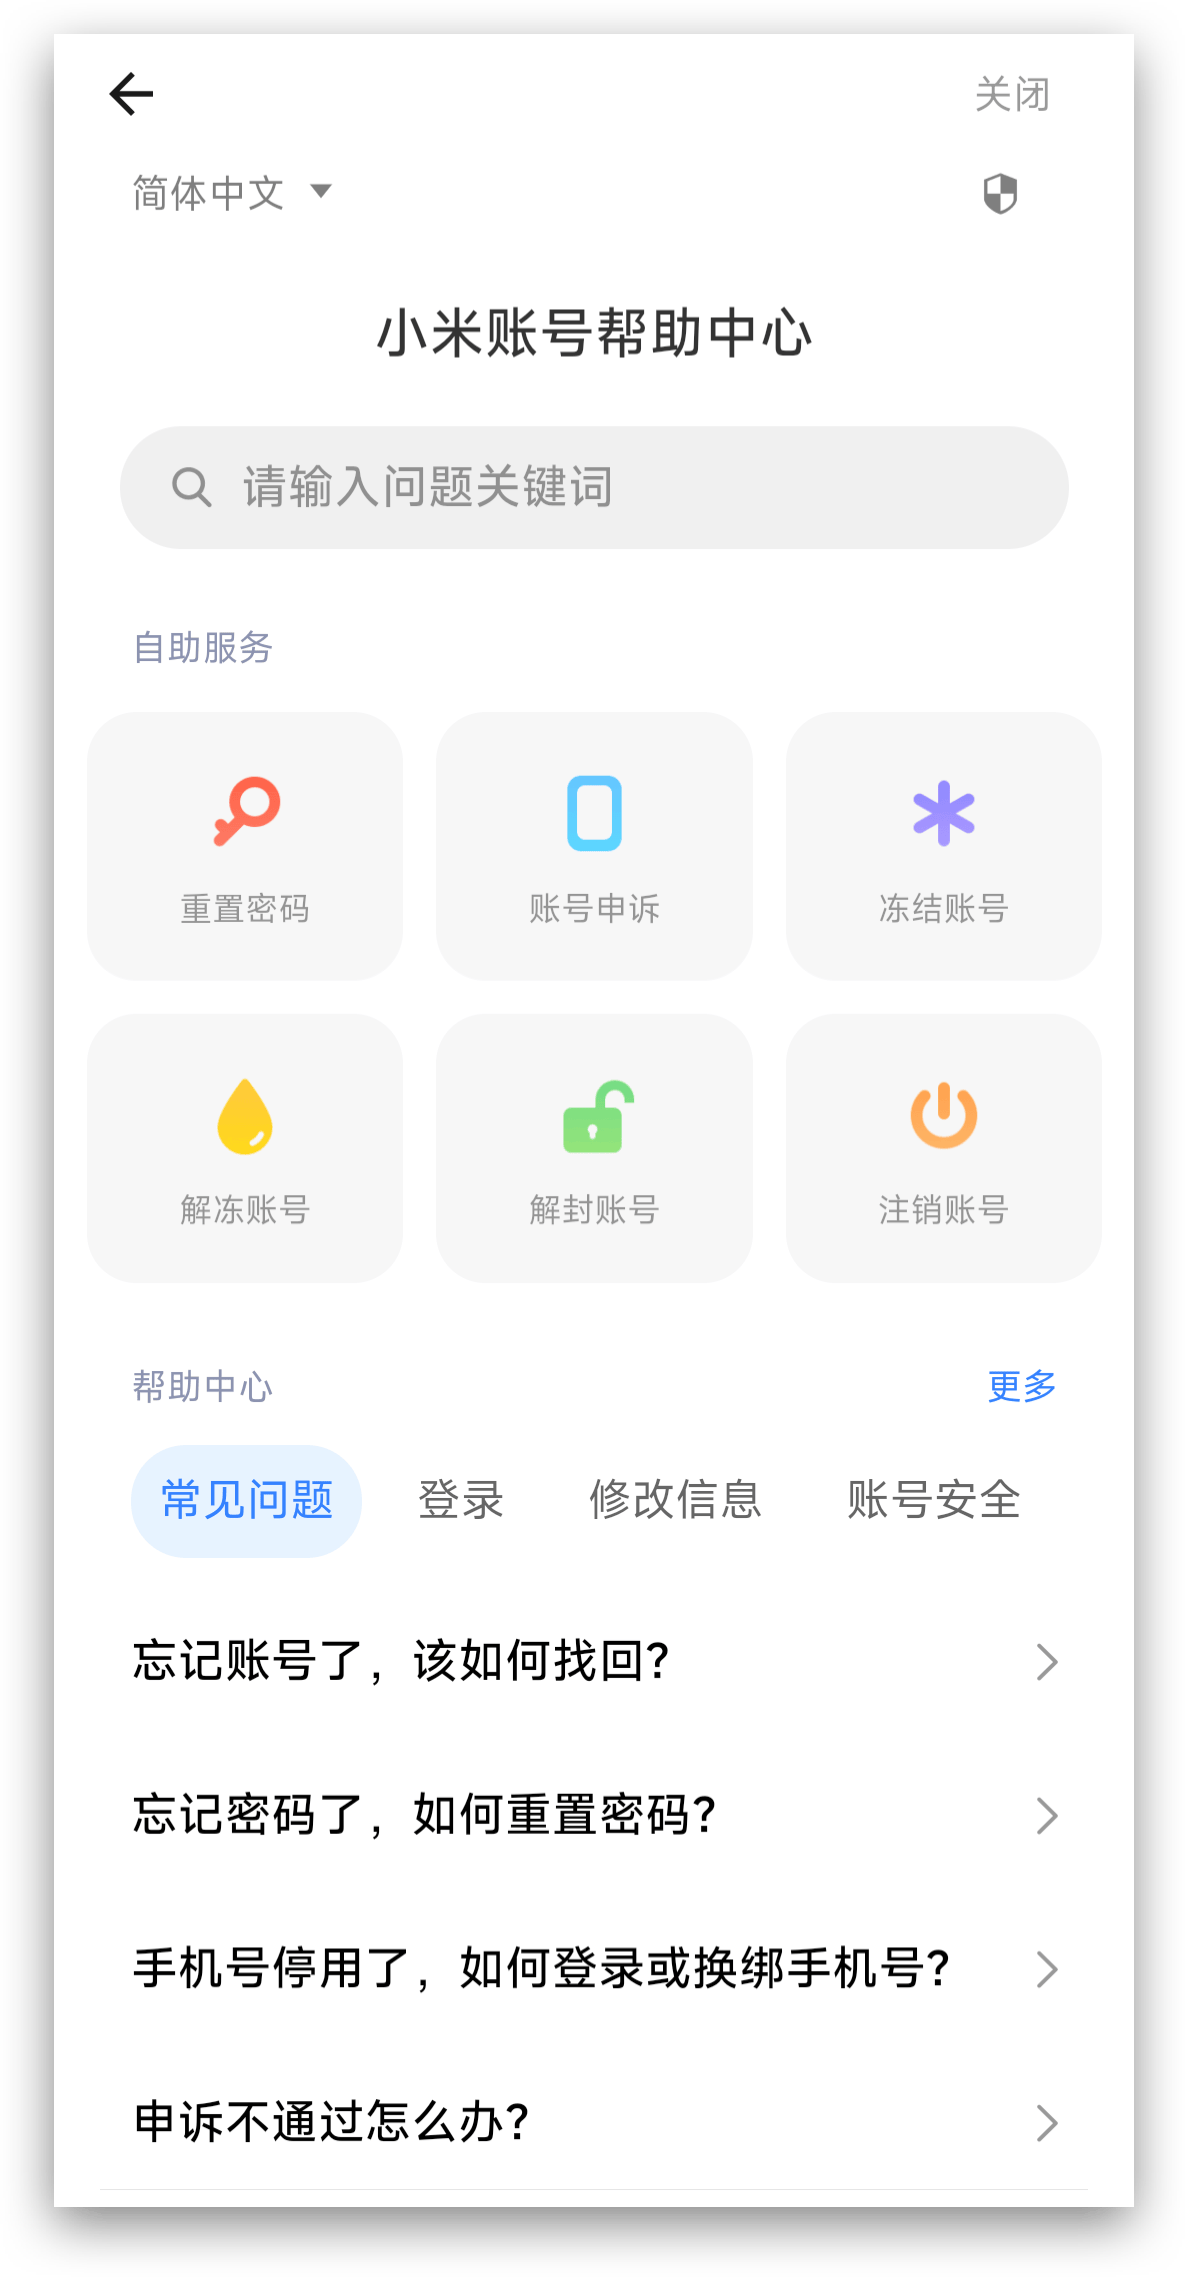 关闭
简体中文
小米账号帮助中心
请输入问题关键词
自助服务
重置密码 账号申诉 冻结账号
解冻账号 解封账号 注销账号
帮助中心 更多
常见问题 登录 修改信息 账号安全
忘记账号了，该如何找回?
忘记密码了，如何重置密码?
手机号停用了，如何登录或换绑手机号?
申诉不通过怎么办?